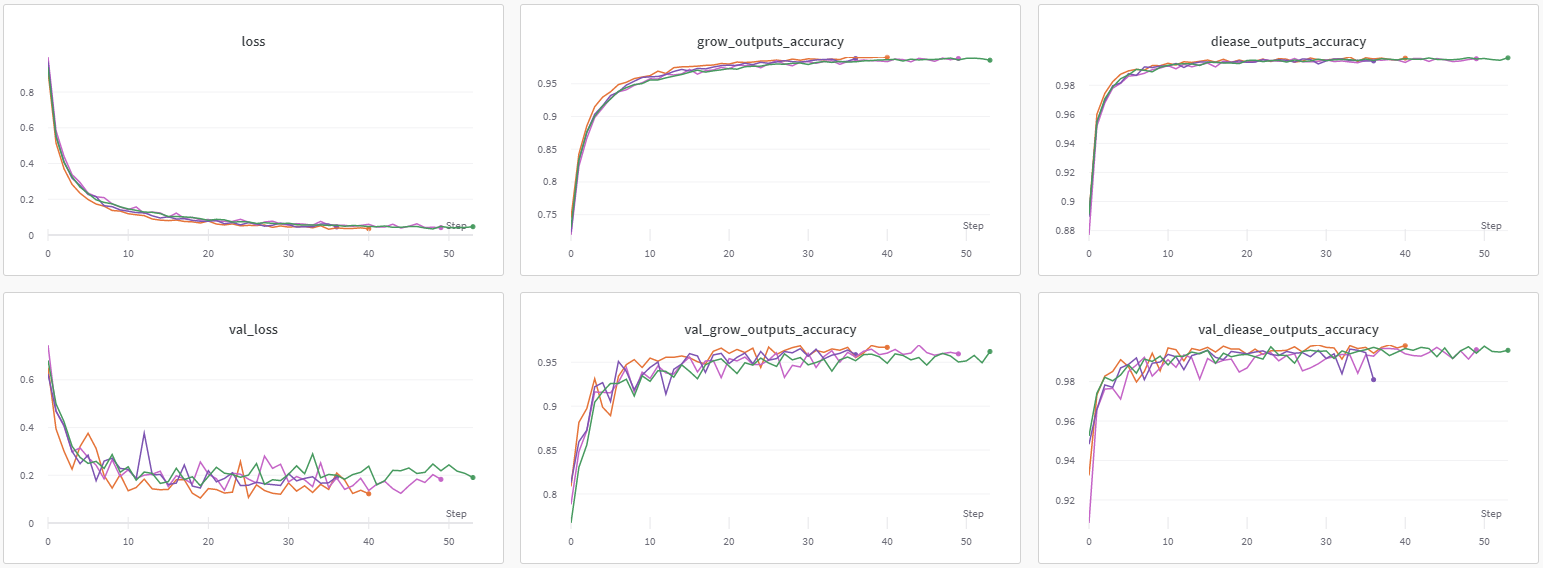 loss
0.8
0.6
0.4
0.2
0
Step
0 10 20 30 40 50
grow_outputs_accuracy
0.95
0.9
0.85
0.8
0.75
Step
0 10 20 30 40 50
diease_outputs_accuracy
0.98
0.96
0.94
0.92
0.9
0.88
Step
0 10 20 30 40 50
val_loss
0.6
0.4
0.2
0
Step
0 10 20 30 40 50
val_grow_outputs_accuracy
0.95
0.9
0.85
0.8
Step
0 10 20 30 40 50
val_diease_outputs_accuracy
0.98
0.96
0.94
0.92
Step
0 10 20 30 40 50